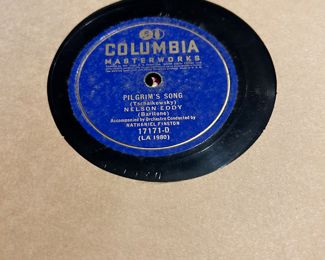 COLUMBIA
MASTERWORKS
PILGRIM'S SONG
(Tschaikowsky)
NELSON EDDY
(Baritone)
Accompanied by Orchestra Conducted by
NATHANIEL FINSTON
17171-D
(LA 1980)